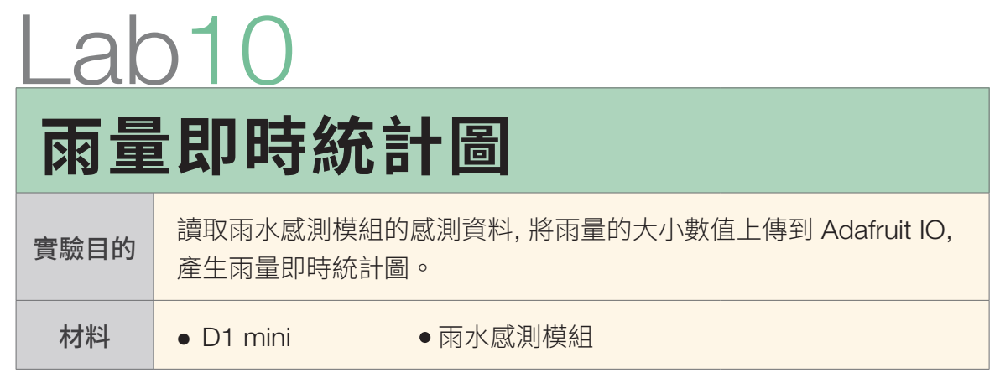 Lab10
雨量即時統計圖
實驗目的
讀取雨水感測模組的感測資料, 將雨量的大小數值上傳到 Adafruit IO,
產生雨量即時統計圖。
材料
● D1 mini ● 雨水感測模組